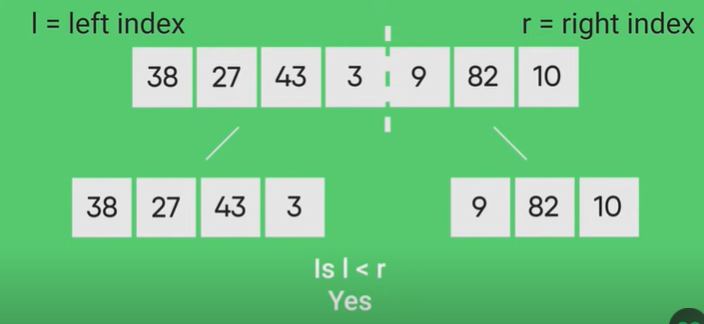 l = left index
r = right index
38 27 43 3 9 82 10
38 27 43 3
9 82 10
Is l < r
Yes